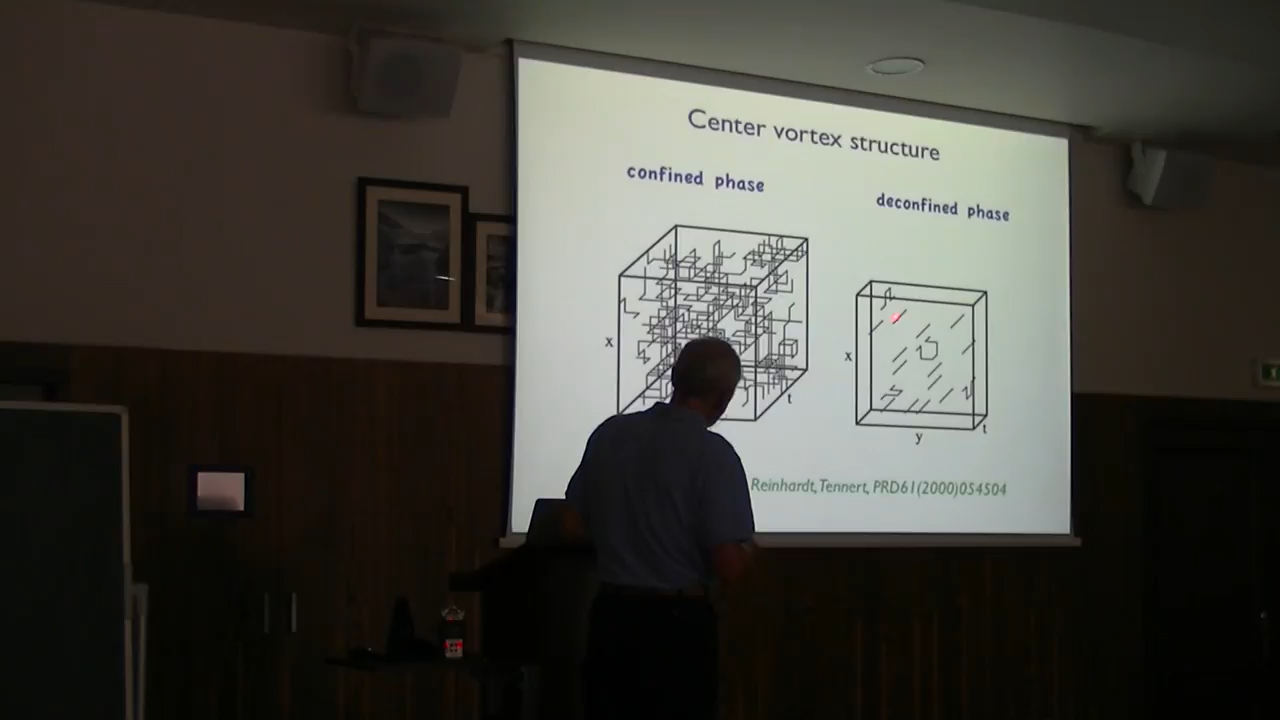 Center vortex structure
confined phase
deconfined phase
x
t
x
y
t
Reinhardt, Tennert, PRD61(2000)054504